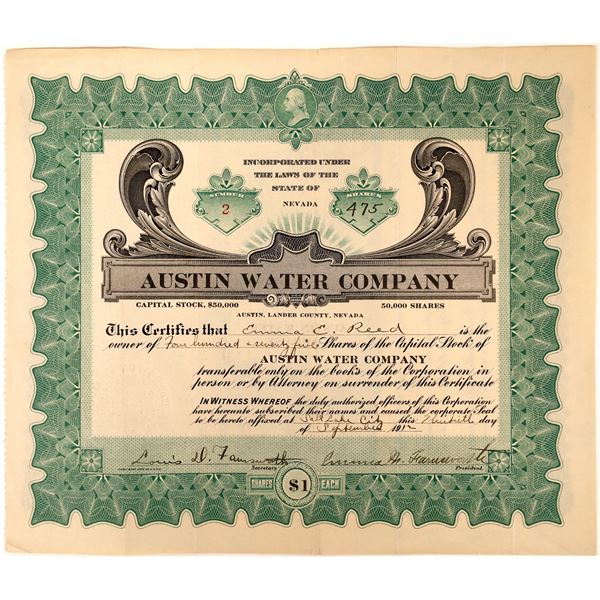 INCORPORATED UNDER
THE LAWS OF THE
STATE OF
NEVADA
NUMBER
2
SHARES
475
AUSTIN WATER COMPANY
CAPITAL STOCK, $50,000
50,000 SHARES
AUSTIN, LANDER COUNTY, NEVADA
This Certifies that Emma C. Reed is the
owner of Four hundred & seventy five Shares of the Capital Stock of
AUSTIN WATER COMPANY
transferable only on the books of the Corporation in
person or by Attorney on surrender of this Certificate
IN WITNESS WHEREOF the duly authorized officers of this Corporation
have hereunto subscribed their names and caused the corporate Seal
to be hereto affixed at Salt Lake City this day
of September 1912
Louis D. Farnsworth
Secretary
Emma H. Farnsworth
President
SHARES $1 EACH